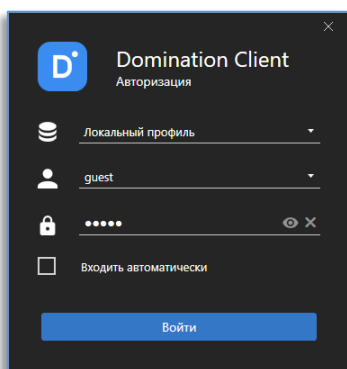 D
Domination Client
Авторизация
Локальный профиль
guest
•••••
Входить автоматически
Войти